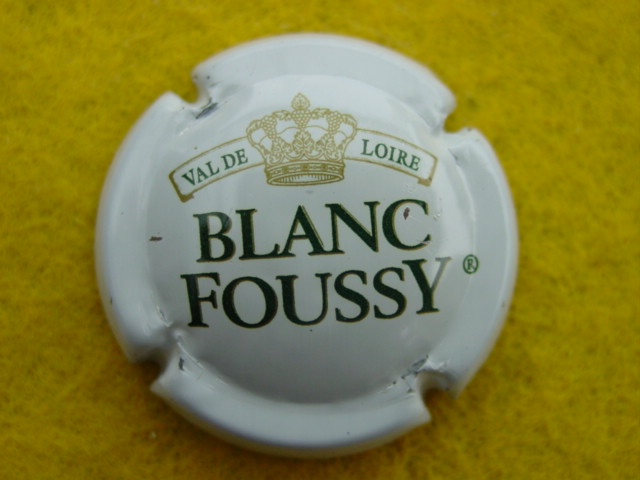 VAL DE LOIRE
BLANC
FOUSSY ®